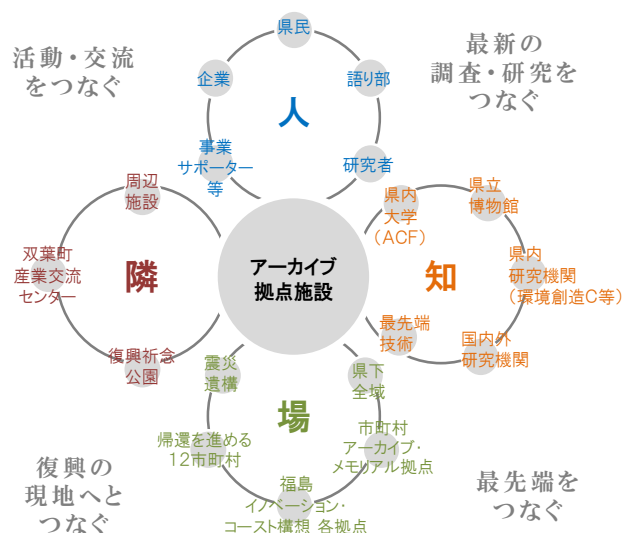 活動・交流
をつなぐ
最新の
調査・研究を
つなぐ
県民
企業
語り部
人
事業
サポーター
等
研究者
周辺
施設
双葉町
産業交流
センター
隣
復興祈念
公園
アーカイブ
拠点施設
県内
大学
（ACF）
県立
博物館
知
県内
研究機関
（環境創造C等）
最先端
技術
国内外
研究機関
震災
遺構
県下
全域
場
帰還を進める
12市町村
市町村
アーカイブ・
メモリアル拠点
福島
イノベーション・
コースト構想 各拠点
復興の
現地へと
つなぐ
最先端を
つなぐ